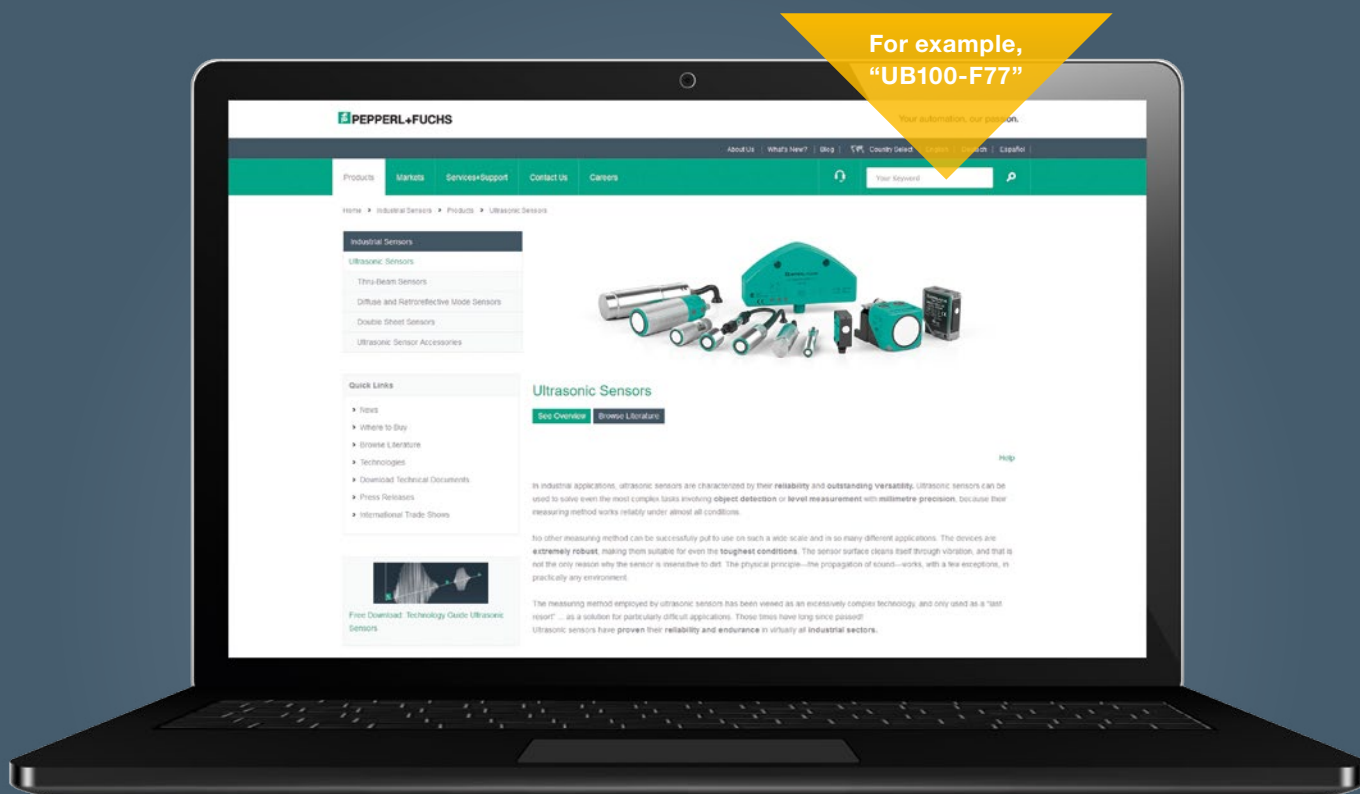 For example,
“UB100-F77”
PEPPERL+FUCHS
Your automation, our passion.
About Us | What's New? | Blog | Country Select | English | Deutsch | Español |
Products
Markets
Services+Support
Contact Us
Careers
Your Keyword
Home > Industrial Sensors > Products > Ultrasonic Sensors
Industrial Sensors
Ultrasonic Sensors
Thru-Beam Sensors
Diffuse and Retroreflective Mode Sensors
Double Sheet Sensors
Ultrasonic Sensor Accessories
Quick Links
> News
> Where to Buy
> Browse Literature
> Technologies
> Download Technical Documents
> Press Releases
> International Trade Shows
Free Download: Technology Guide Ultrasonic
Sensors
Ultrasonic Sensors
See Overview
Browse Literature
Help
In industrial applications, ultrasonic sensors are characterized by their reliability and outstanding versatility. Ultrasonic sensors can be
used to solve even the most complex tasks involving object detection or level measurement with millimetre precision, because their
measuring method works reliably under almost all conditions.
No other measuring method can be successfully put to use on such a wide scale and in so many different applications. The devices are
extremely robust, making them suitable for even the toughest conditions. The sensor surface cleans itself through vibration, and that is
not the only reason why the sensor is insensitive to dirt. The physical principle—the propagation of sound—works, with a few exceptions, in
practically any environment.
The measuring method employed by ultrasonic sensors has been viewed as an excessively complex technology, and only used as a "last
resort" ... as a solution for particularly difficult applications. Those times have long since passed!
Ultrasonic sensors have proven their reliability and endurance in virtually all industrial sectors.